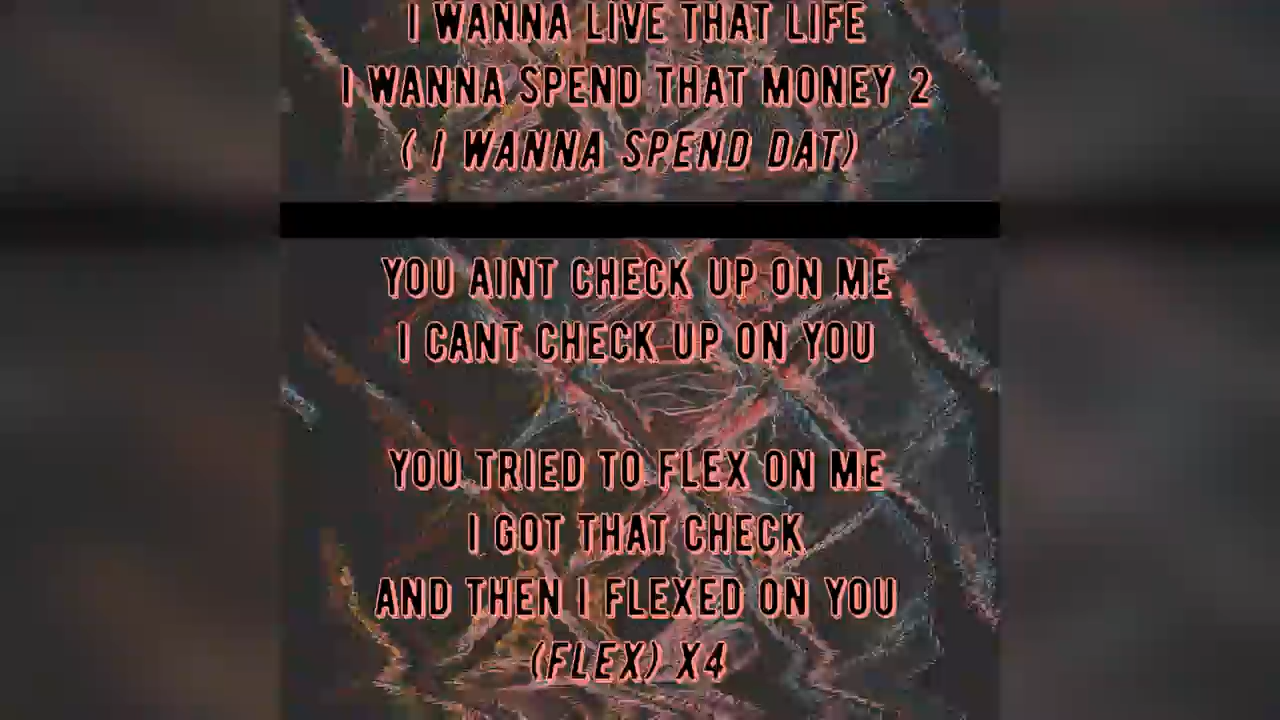 I WANNA LIVE THAT LIFE
I WANNA SPEND THAT MONEY 2
( I WANNA SPEND DAT)
YOU AINT CHECK UP ON ME
I CANT CHECK UP ON YOU
YOU TRIED TO FLEX ON ME
I GOT THAT CHECK
AND THEN I FLEXED ON YOU
(FLEX) X4